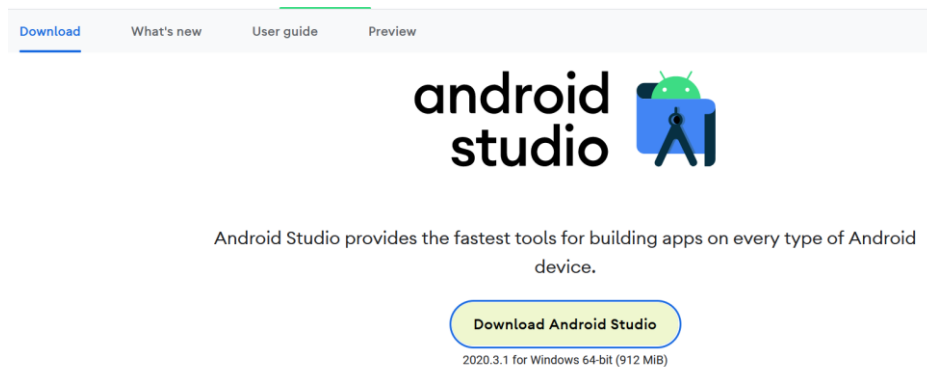 Download What's new User guide Preview
android
studio
Android Studio provides the fastest tools for building apps on every type of Android
device.
Download Android Studio
2020.3.1 for Windows 64-bit (912 MiB)